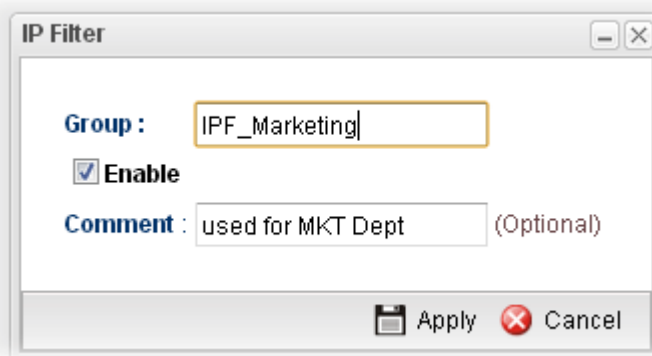 IP Filter
Group : IPF_Marketing
Enable
Comment : used for MKT Dept (Optional)
Apply Cancel